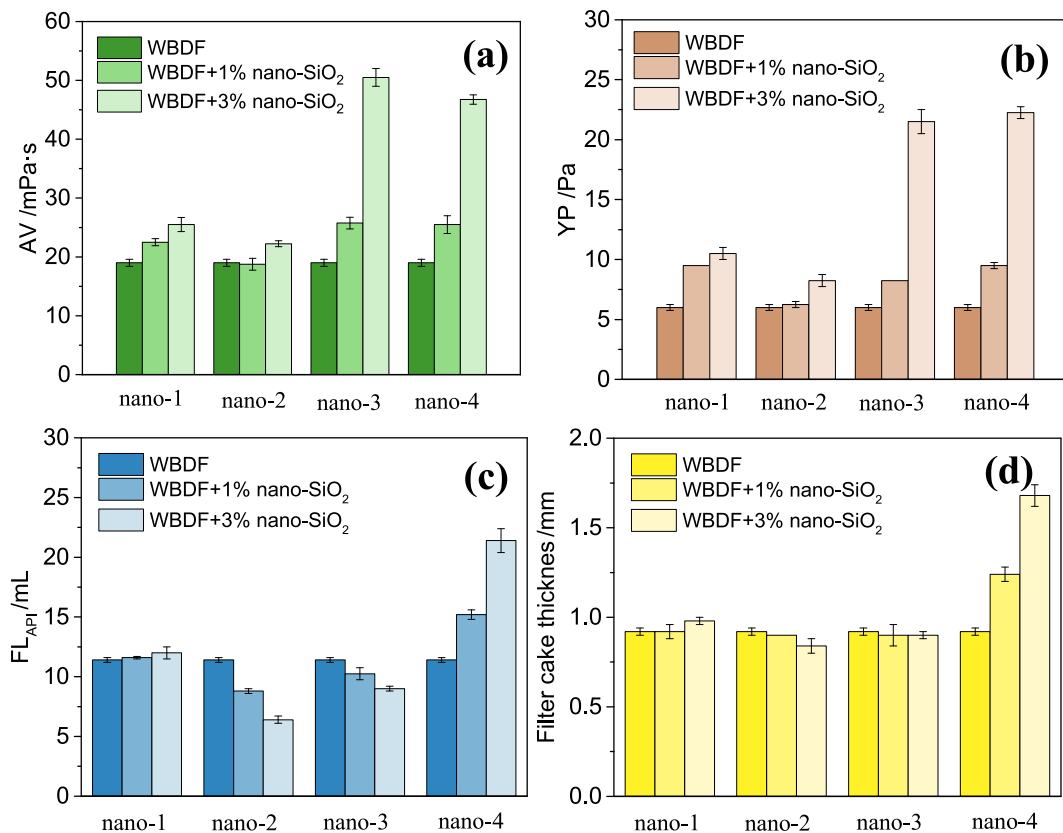 (a)
WBDF
WBDF+1% nano-SiO₂
WBDF+3% nano-SiO₂
AV /mPa·s
60
50
40
30
20
10
0
nano-1 nano-2 nano-3 nano-4
(b)
WBDF
WBDF+1% nano-SiO₂
WBDF+3% nano-SiO₂
YP /Pa
30
25
20
15
10
5
0
nano-1 nano-2 nano-3 nano-4
(c)
WBDF
WBDF+1% nano-SiO₂
WBDF+3% nano-SiO₂
FL_API/mL
30
25
20
15
10
5
0
nano-1 nano-2 nano-3 nano-4
(d)
WBDF
WBDF+1% nano-SiO₂
WBDF+3% nano-SiO₂
Filter cake thicknes/mm
2.0
1.5
1.0
0.5
0.0
nano-1 nano-2 nano-3 nano-4